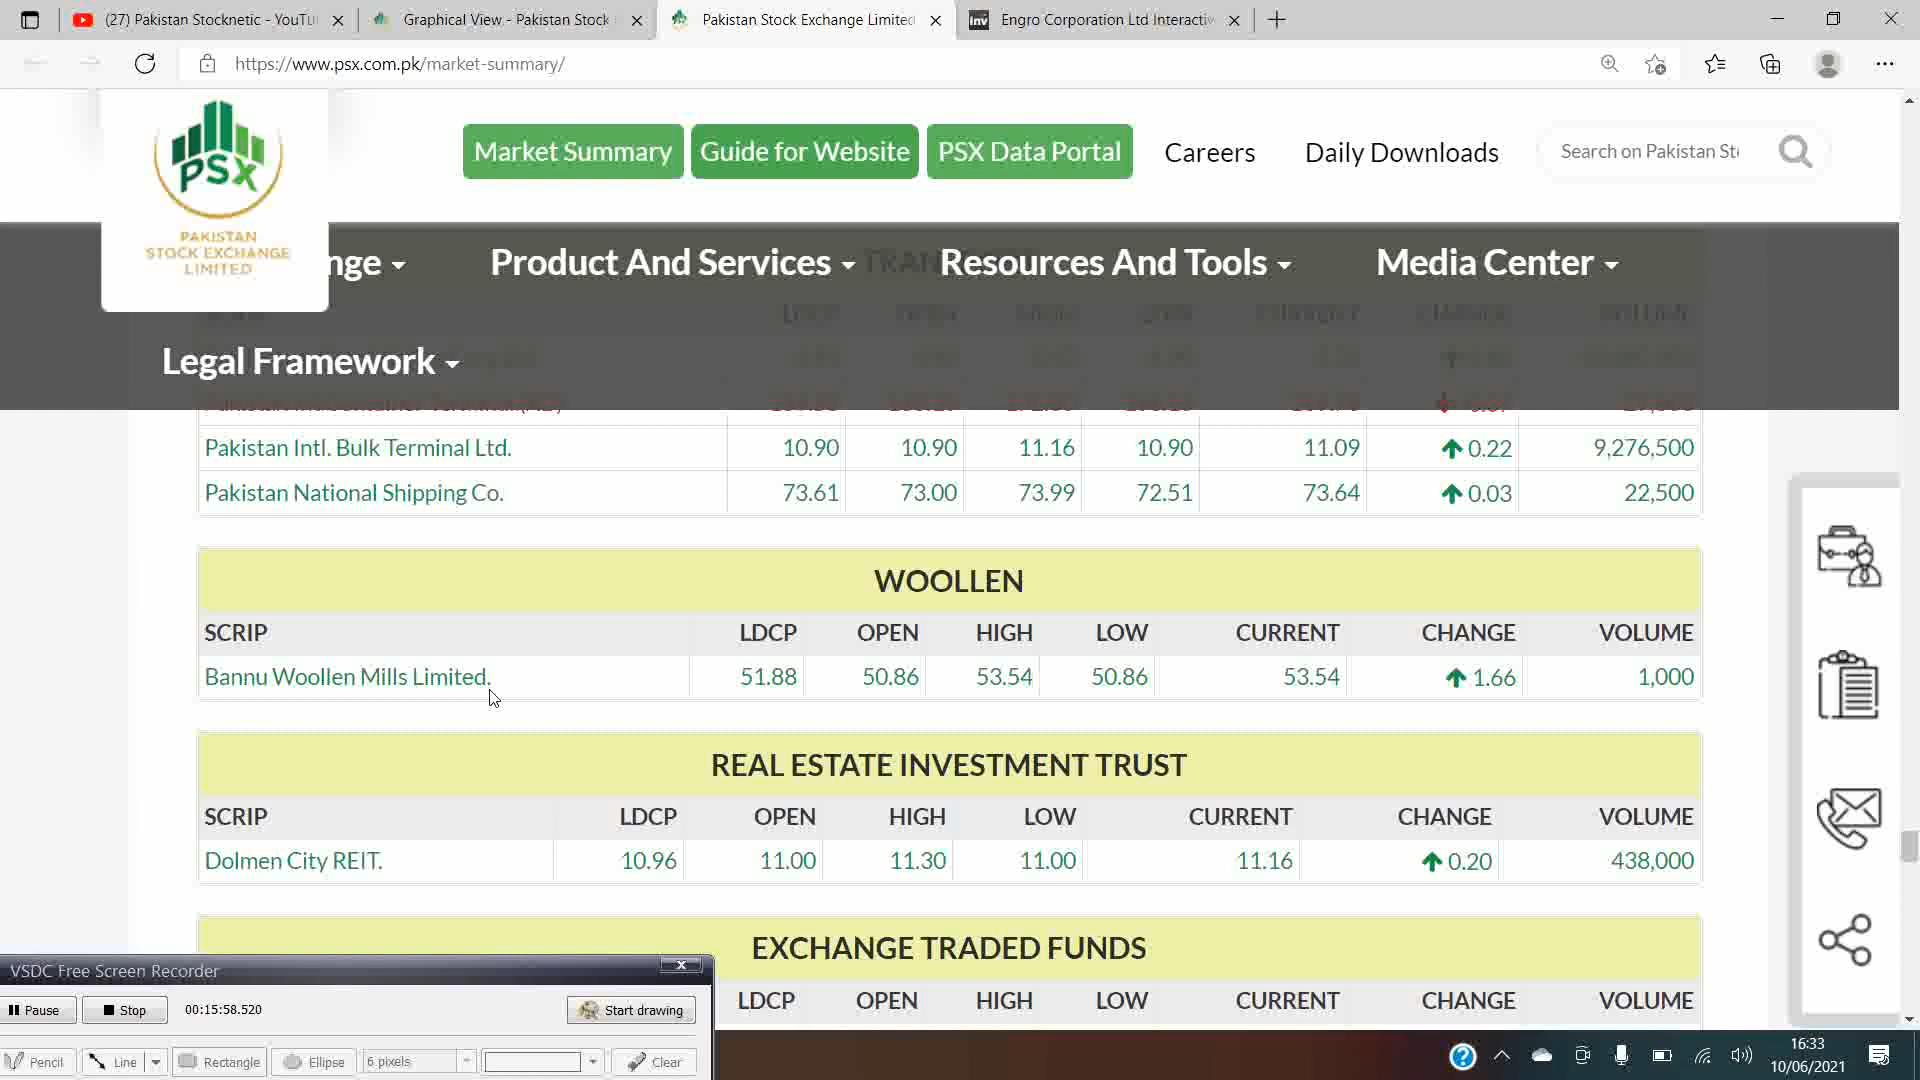 (27) Pakistan Stocknetic - YouTu
Graphical View - Pakistan Stock
Pakistan Stock Exchange Limited
Engro Corporation Ltd Interactiv
https://www.psx.com.pk/market-summary/
PSX
PAKISTAN
STOCK EXCHANGE
LIMITED
Market Summary
Guide for Website
PSX Data Portal
Careers
Daily Downloads
Search on Pakistan Sto
nge
Product And Services
Resources And Tools
Media Center
Legal Framework
Pakistan Intl. Bulk Terminal Ltd. 10.90 10.90 11.16 10.90 11.09 0.22 9,276,500
Pakistan National Shipping Co. 73.61 73.00 73.99 72.51 73.64 0.03 22,500
WOOLLEN
SCRIP LDCP OPEN HIGH LOW CURRENT CHANGE VOLUME
Bannu Woollen Mills Limited. 51.88 50.86 53.54 50.86 53.54 1.66 1,000
REAL ESTATE INVESTMENT TRUST
SCRIP LDCP OPEN HIGH LOW CURRENT CHANGE VOLUME
Dolmen City REIT. 10.96 11.00 11.30 11.00 11.16 0.20 438,000
EXCHANGE TRADED FUNDS
LDCP OPEN HIGH LOW CURRENT CHANGE VOLUME
VSDC Free Screen Recorder
Pause Stop 00:15:58.520 Start drawing
Pencil Line Rectangle Ellipse 6 pixels Clear
16:33
10/06/2021